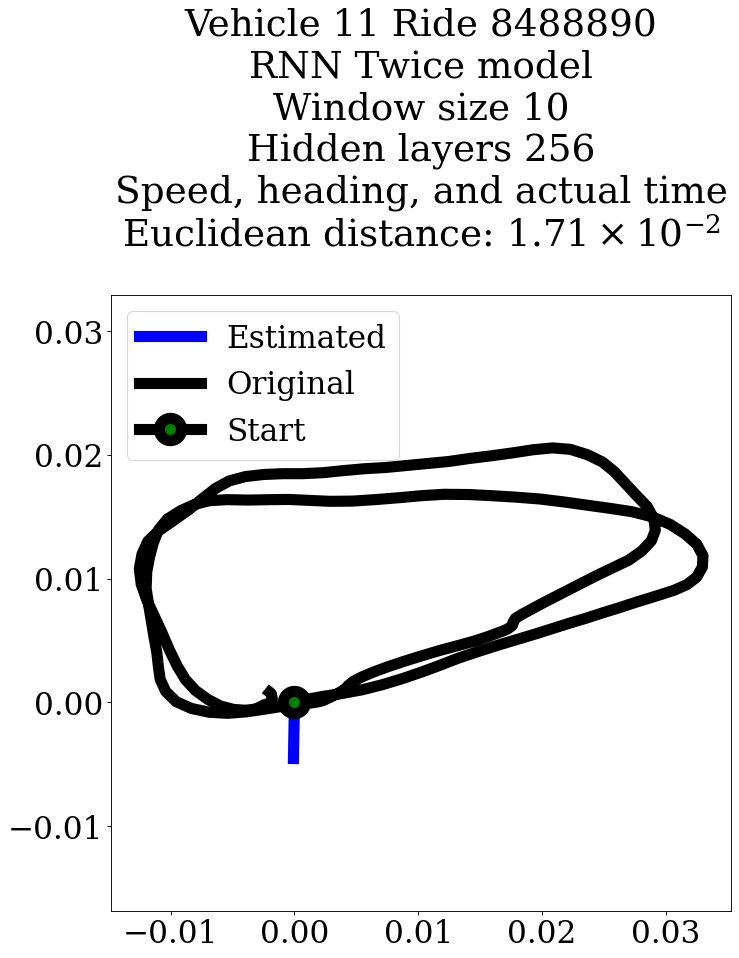 Vehicle 11 Ride 8488890
RNN Twice model
Window size 10
Hidden layers 256
Speed, heading, and actual time
Euclidean distance: 1.71 × 10⁻²
Estimated
Original
Start
0.03
0.02
0.01
0.00
−0.01
−0.01 0.00 0.01 0.02 0.03